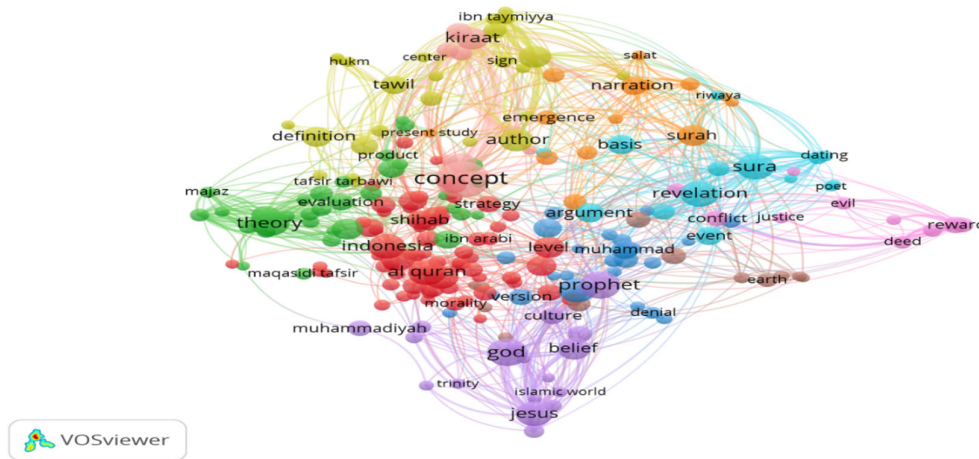 ibn taymiyya
kiraat
center
sign
hukm
salat
tawil
narration
riwaya
emergence
definition
present study
author
surah
product
basis
dating
concept
sura
tafsir tarbawi
poet
majaz
evaluation
strategy
revelation
evil
theory
shihab
argument
conflict
justice
reward
indonesia
ibn arabi
event
deed
level
muhammad
maqasidi tafsir
al quran
earth
prophet
morality
version
denial
culture
muhammadiyah
god
belief
trinity
islamic world
jesus
VOSviewer